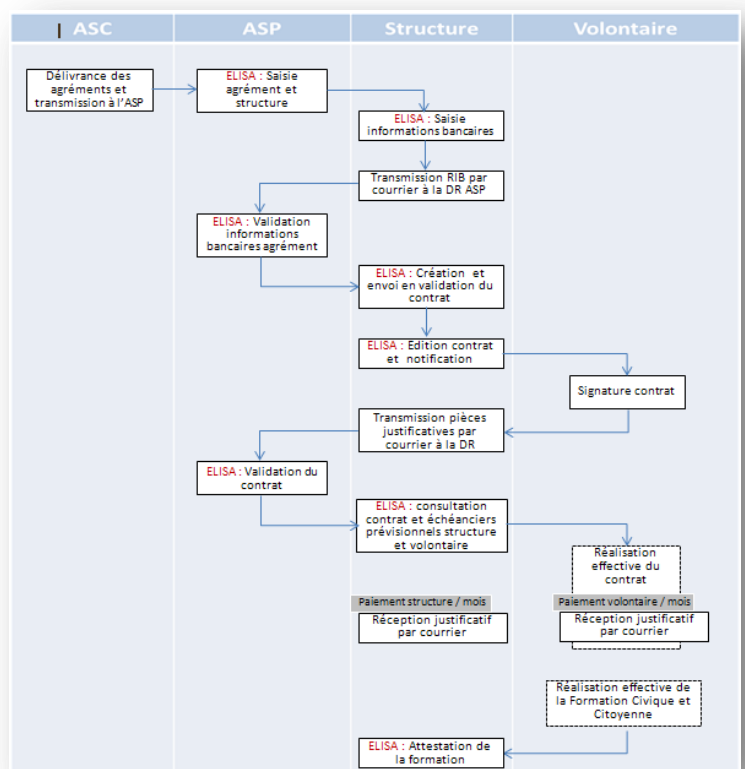 ASC
ASP
Structure
Volontaire
Délivrance des
agréments et
transmission à l'ASP
ELISA : Saisie
agrément et
structure
ELISA : Saisie
informations bancaires
Transmission RIB par
courrier à la DR ASP
ELISA : Validation
informations
bancaires agrément
ELISA : Création et
envoi en validation du
contrat
ELISA : Edition contrat
et notification
Signature contrat
Transmission pièces
justificatives par
courrier à la DR
ELISA : Validation du
contrat
ELISA : consultation
contrat et échéanciers
prévisionnels structure
et volontaire
Réalisation
effective du
contrat
Paiement structure / mois
Réception justificatif
par courrier
Paiement volontaire / mois
Réception justificatif
par courrier
Réalisation effective de
la Formation Civique et
Citoyenne
ELISA : Attestation de
la formation